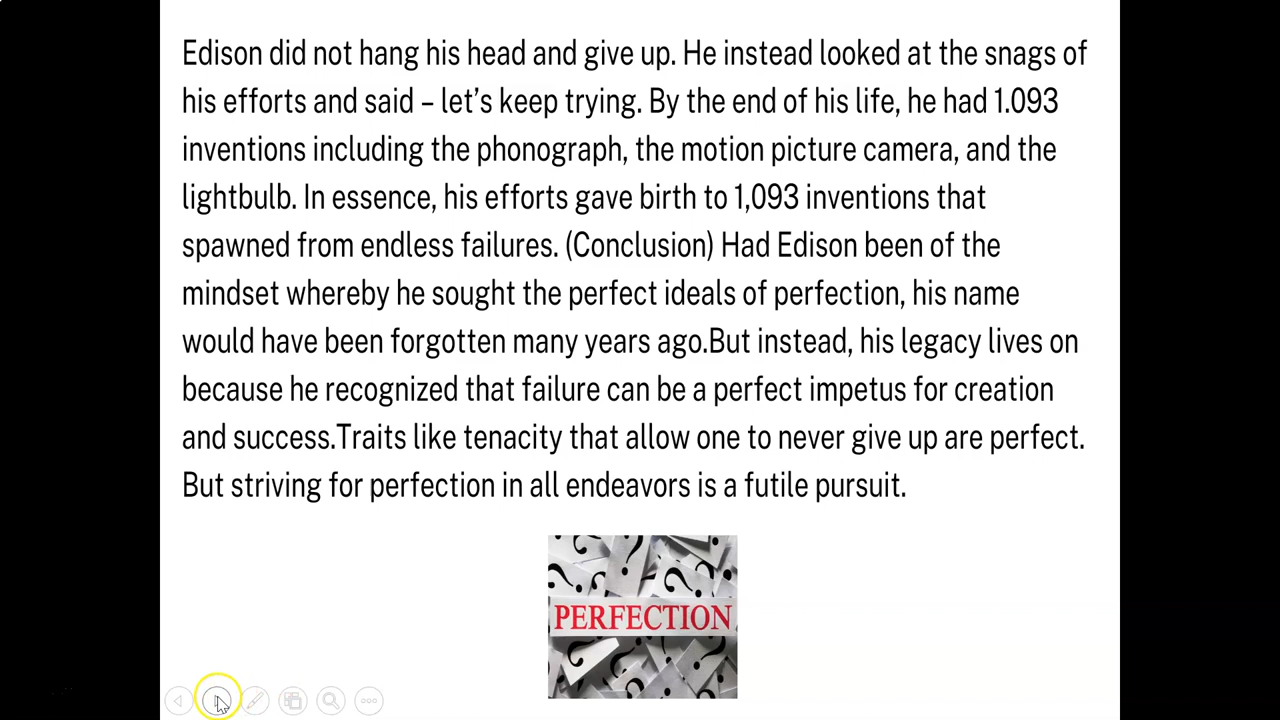 Edison did not hang his head and give up. He instead looked at the snags of
his efforts and said – let’s keep trying. By the end of his life, he had 1.093
inventions including the phonograph, the motion picture camera, and the
lightbulb. In essence, his efforts gave birth to 1,093 inventions that
spawned from endless failures. (Conclusion) Had Edison been of the
mindset whereby he sought the perfect ideals of perfection, his name
would have been forgotten many years ago.But instead, his legacy lives on
because he recognized that failure can be a perfect impetus for creation
and success.Traits like tenacity that allow one to never give up are perfect.
But striving for perfection in all endeavors is a futile pursuit.
PERFECTION